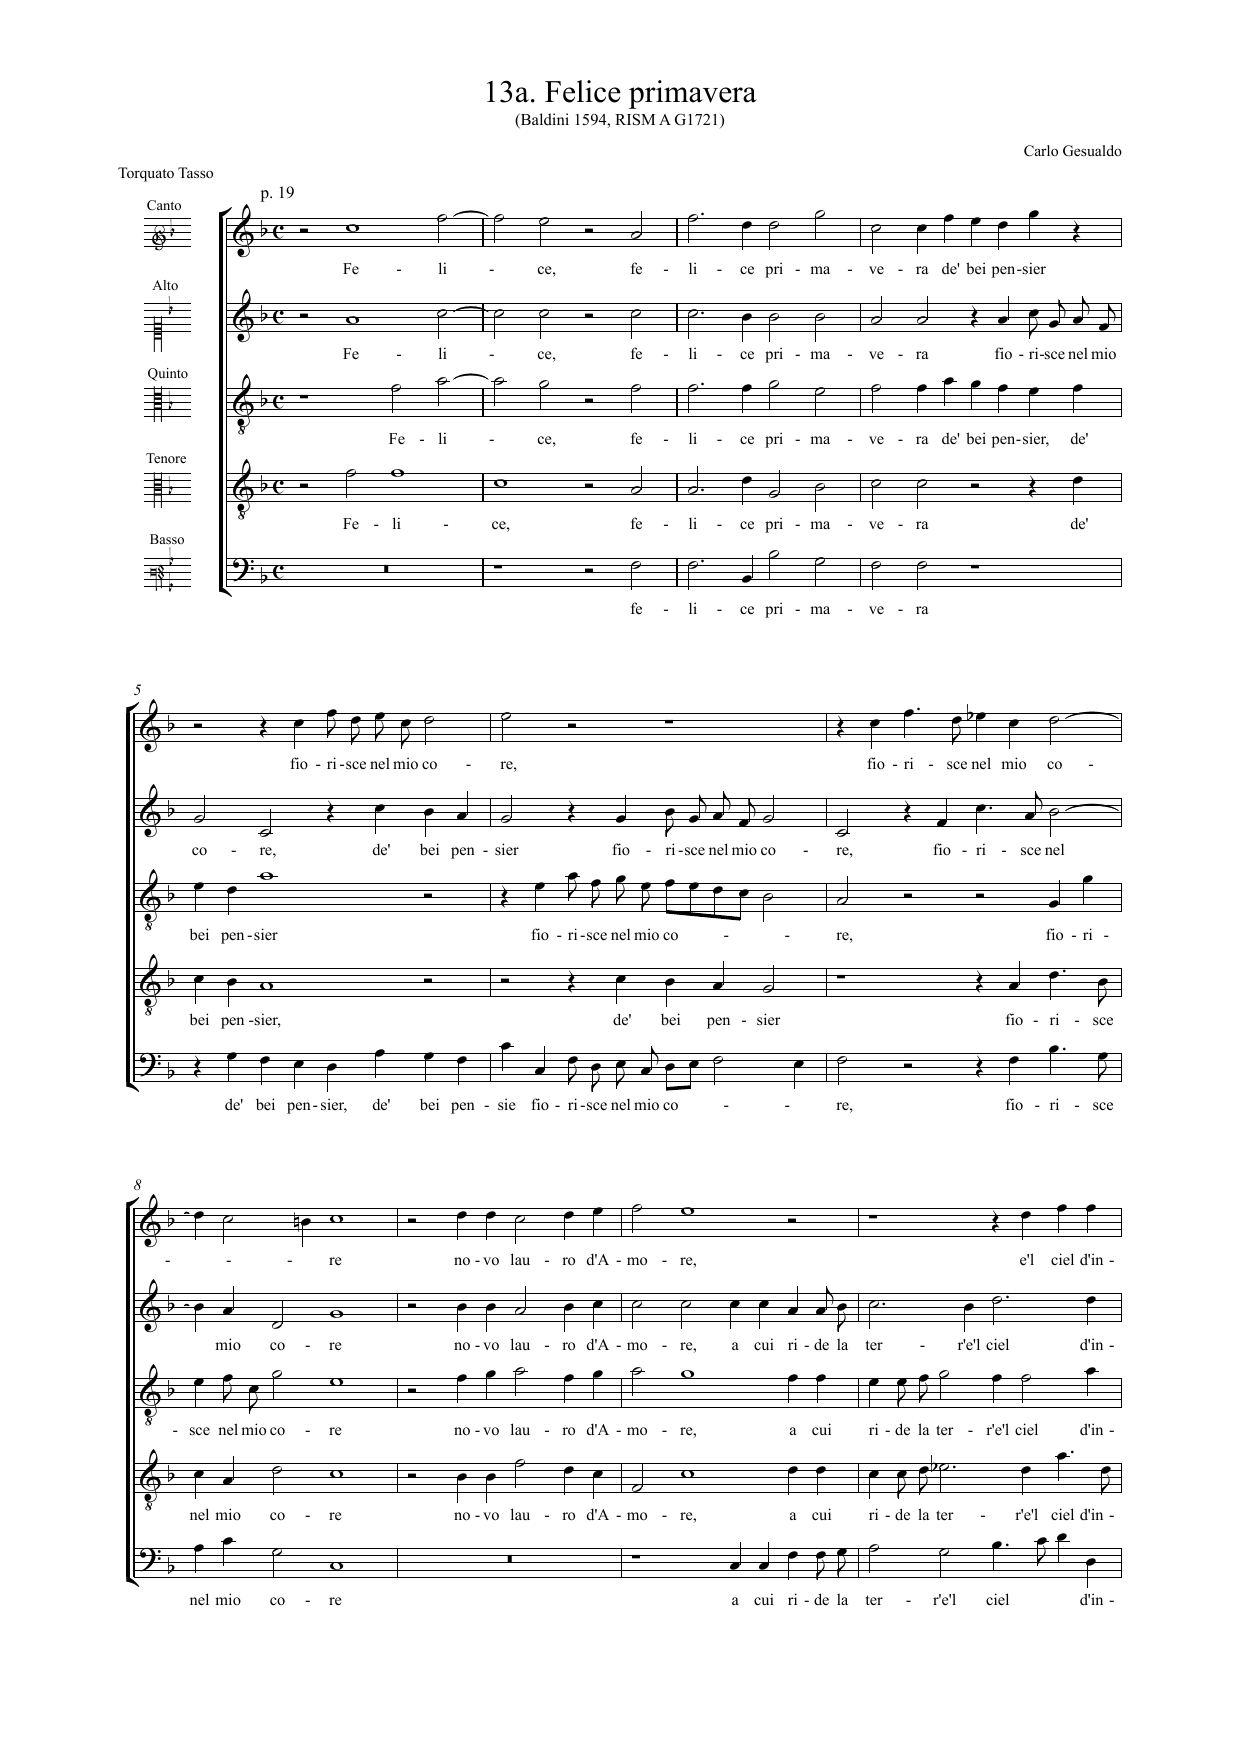 13a. Felice primavera
(Baldini 1594, RISM A G1721)
Carlo Gesualdo
Torquato Tasso
p. 19
Canto
Fe - li - ce, fe - li - ce pri - ma - ve - ra de' bei pen - sier
Alto
Fe - li - ce, fe - li - ce pri - ma - ve - ra fio - ri - sce nel mio
Quinto
Fe - li - ce, fe - li - ce pri - ma - ve - ra de' bei pen - sier, de'
Tenore
Fe - li - ce, fe - li - ce pri - ma - ve - ra de'
Basso
fe - li - ce pri - ma - ve - ra
5
fio - ri - sce nel mio co - re, fio - ri - sce nel mio co -
co - re, de' bei pen - sier fio - ri - sce nel mio co - re, fio - ri - sce nel
bei pen - sier fio - ri - sce nel mio co - - re, fio - ri -
bei pen - sier, de' bei pen - sier fio - ri - sce
de' bei pen - sier, de' bei pen - sie fio - ri - sce nel mio co - - re, fio - ri - sce
8
- - - re no - vo lau - ro d'A - mo - re, e'l ciel d'in -
mio co - re no - vo lau - ro d'A - mo - re, a cui ri - de la ter - r'e'l ciel d'in -
- sce nel mio co - re no - vo lau - ro d'A - mo - re, a cui ri - de la ter - r'e'l ciel d'in -
nel mio co - re no - vo lau - ro d'A - mo - re, a cui ri - de la ter - r'e'l ciel d'in -
nel mio co - re a cui ri - de la ter - r'e'l ciel d'in -